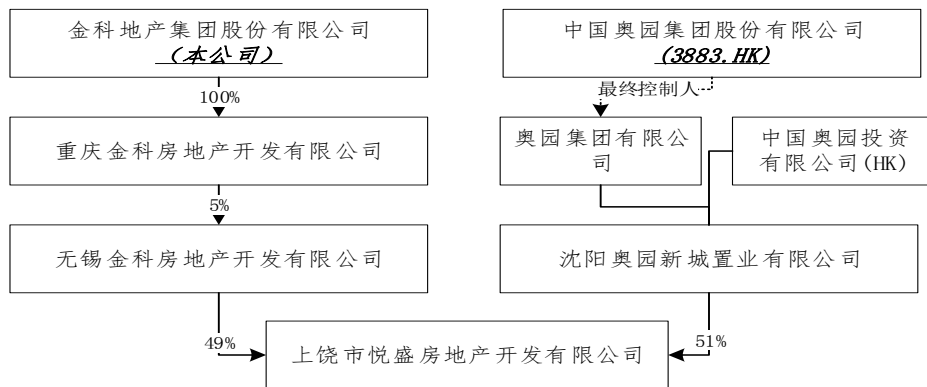 金科地产集团股份有限公司
（本公司）
中国奥园集团股份有限公司
(3883.HK)
100%
最终控制人
重庆金科房地产开发有限公司
奥园集团有限公
司
中国奥园投资
有限公司(HK)
5%
无锡金科房地产开发有限公司
沈阳奥园新城置业有限公司
49%
51%
上饶市悦盛房地产开发有限公司